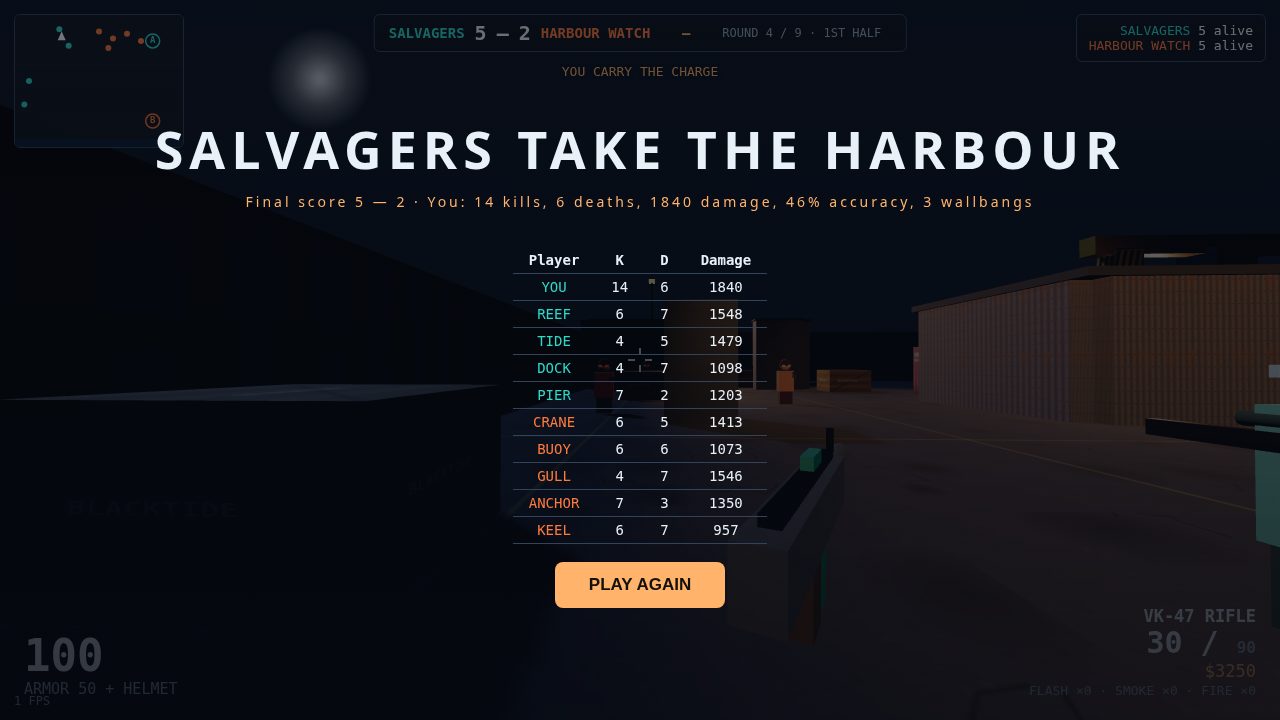 A
B
SALVAGERS 5 — 2 HARBOUR WATCH — ROUND 4 / 9 · 1ST HALF
SALVAGERS 5 alive
HARBOUR WATCH 5 alive
YOU CARRY THE CHARGE
SALVAGERS TAKE THE HARBOUR
Final score 5 — 2 · You: 14 kills, 6 deaths, 1840 damage, 46% accuracy, 3 wallbangs
Player K D Damage
YOU 14 6 1840
REEF 6 7 1548
TIDE 4 5 1479
DOCK 4 7 1098
PIER 7 2 1203
CRANE 6 5 1413
BUOY 6 6 1073
GULL 4 7 1546
ANCHOR 7 3 1350
KEEL 6 7 957
PLAY AGAIN
BLACKTIDE
BLACKTIDE
100
ARMOR 50 + HELMET
1 FPS
VK-47 RIFLE
30 / 90
$3250
FLASH ×0 · SMOKE ×0 · FIRE ×0